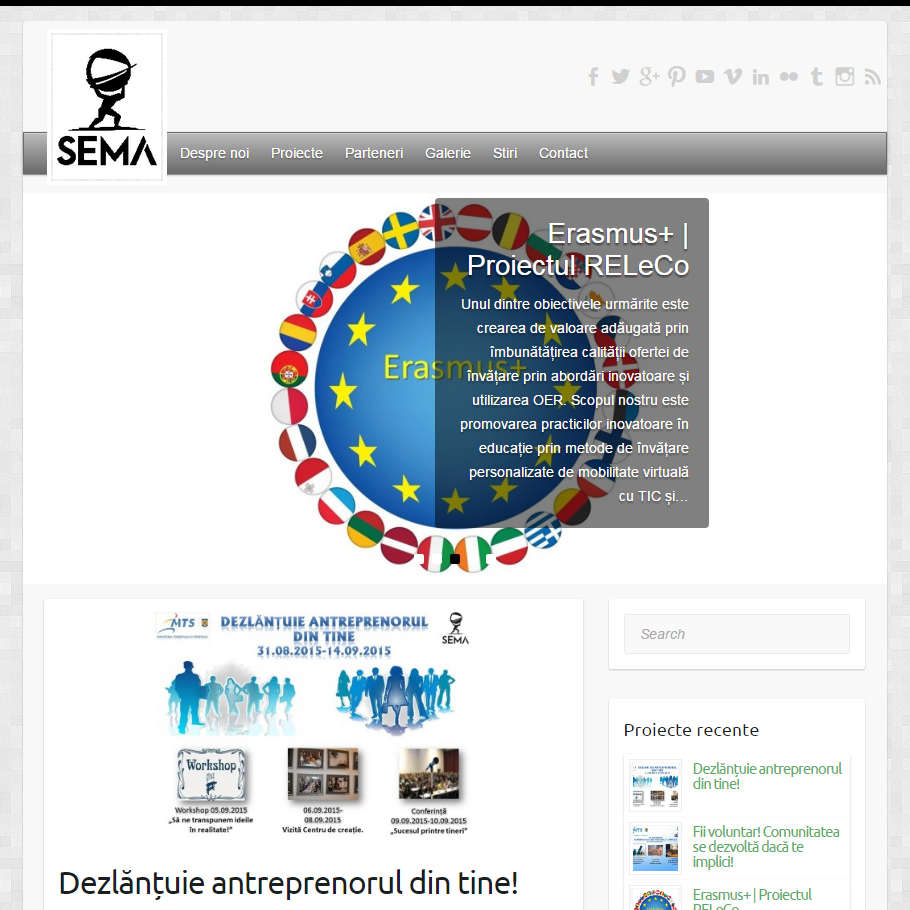 SEMA
Despre noi
Proiecte
Parteneri
Galerie
Stiri
Contact
Erasmus+ |
Proiectul RELeCo
Unul dintre obiectivele urmărite este
crearea de valoare adăugată prin
îmbunătățirea calității ofertei de
învățare prin abordări inovatoare și
utilizarea OER. Scopul nostru este
promovarea practicilor inovatoare în
educație prin metode de învățare
personalizate de mobilitate virtuală
cu TIC și...
Erasmus+
MTS
DEZLĂNȚUIE ANTREPRENORUL
DIN TINE
31.08.2015-14.09.2015
SEMA
Workshop
Workshop 05.09.2015
„Să ne transpunem ideile
în realitate!”
06.09.2015-
08.09.2015
Vizită Centru de creație.
Conferință
09.09.2015-10.09.2015
„Sucesul printre tineri”
Dezlănțuie antreprenorul din tine!
Search
Proiecte recente
Dezlănțuie antreprenorul
din tine!
Fii voluntar! Comunitatea
se dezvoltă dacă te
implici!
Erasmus+ | Proiectul
RELeCo